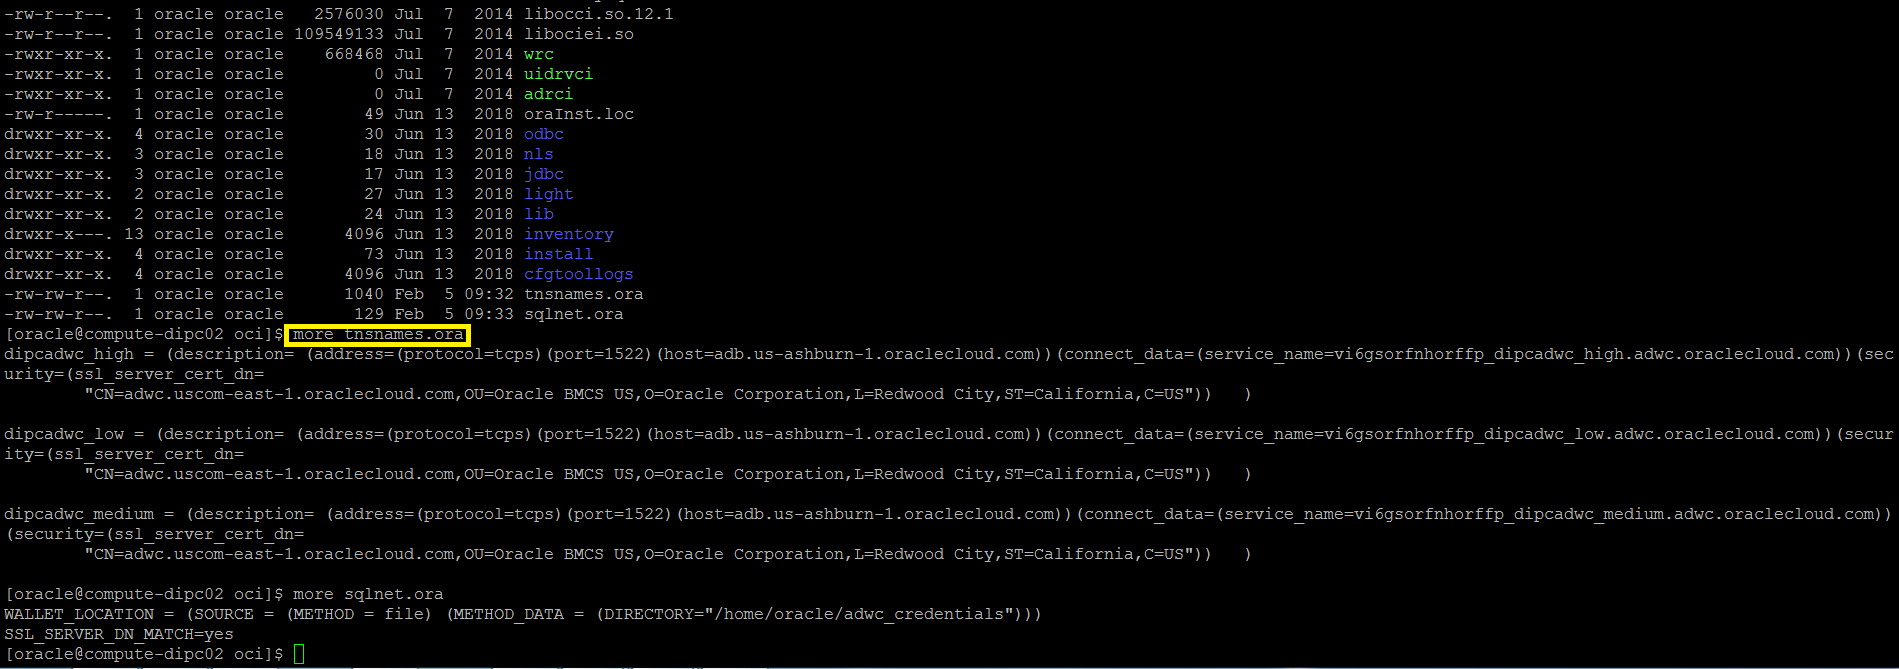 -rw-r--r--.  1 oracle oracle   2576030 Jul  7  2014 libocci.so.12.1
-rw-r--r--.  1 oracle oracle 109549133 Jul  7  2014 libociei.so
-rwxr-xr-x.  1 oracle oracle    668468 Jul  7  2014 wrc
-rwxr-xr-x.  1 oracle oracle         0 Jul  7  2014 uidrvci
-rwxr-xr-x.  1 oracle oracle         0 Jul  7  2014 adrci
-rw-r-----.  1 oracle oracle        49 Jun 13  2018 oraInst.loc
drwxr-xr-x.  4 oracle oracle        30 Jun 13  2018 odbc
drwxr-xr-x.  3 oracle oracle        18 Jun 13  2018 nls
drwxr-xr-x.  3 oracle oracle        17 Jun 13  2018 jdbc
drwxr-xr-x.  2 oracle oracle        27 Jun 13  2018 light
drwxr-xr-x.  2 oracle oracle        24 Jun 13  2018 lib
drwxr-x---. 13 oracle oracle      4096 Jun 13  2018 inventory
drwxr-xr-x.  4 oracle oracle        73 Jun 13  2018 install
drwxr-xr-x.  4 oracle oracle      4096 Jun 13  2018 cfgtoollogs
-rw-rw-r--.  1 oracle oracle      1040 Feb  5 09:32 tnsnames.ora
-rw-rw-r--.  1 oracle oracle       129 Feb  5 09:33 sqlnet.ora
[oracle@compute-dipc02 oci]$ more tnsnames.ora
dipcadwc_high = (description= (address=(protocol=tcps)(port=1522)(host=adb.us-ashburn-1.oraclecloud.com))(connect_data=(service_name=vi6gsorfnhorffp_dipcadwc_high.adwc.oraclecloud.com))(sec
urity=(ssl_server_cert_dn=
        "CN=adwc.uscom-east-1.oraclecloud.com,OU=Oracle BMCS US,O=Oracle Corporation,L=Redwood City,ST=California,C=US"))   )
dipcadwc_low = (description= (address=(protocol=tcps)(port=1522)(host=adb.us-ashburn-1.oraclecloud.com))(connect_data=(service_name=vi6gsorfnhorffp_dipcadwc_low.adwc.oraclecloud.com))(secur
ity=(ssl_server_cert_dn=
        "CN=adwc.uscom-east-1.oraclecloud.com,OU=Oracle BMCS US,O=Oracle Corporation,L=Redwood City,ST=California,C=US"))   )
dipcadwc_medium = (description= (address=(protocol=tcps)(port=1522)(host=adb.us-ashburn-1.oraclecloud.com))(connect_data=(service_name=vi6gsorfnhorffp_dipcadwc_medium.adwc.oraclecloud.com))
(security=(ssl_server_cert_dn=
        "CN=adwc.uscom-east-1.oraclecloud.com,OU=Oracle BMCS US,O=Oracle Corporation,L=Redwood City,ST=California,C=US"))   )
[oracle@compute-dipc02 oci]$ more sqlnet.ora
WALLET_LOCATION = (SOURCE = (METHOD = file) (METHOD_DATA = (DIRECTORY="/home/oracle/adwc_credentials")))
SSL_SERVER_DN_MATCH=yes
[oracle@compute-dipc02 oci]$